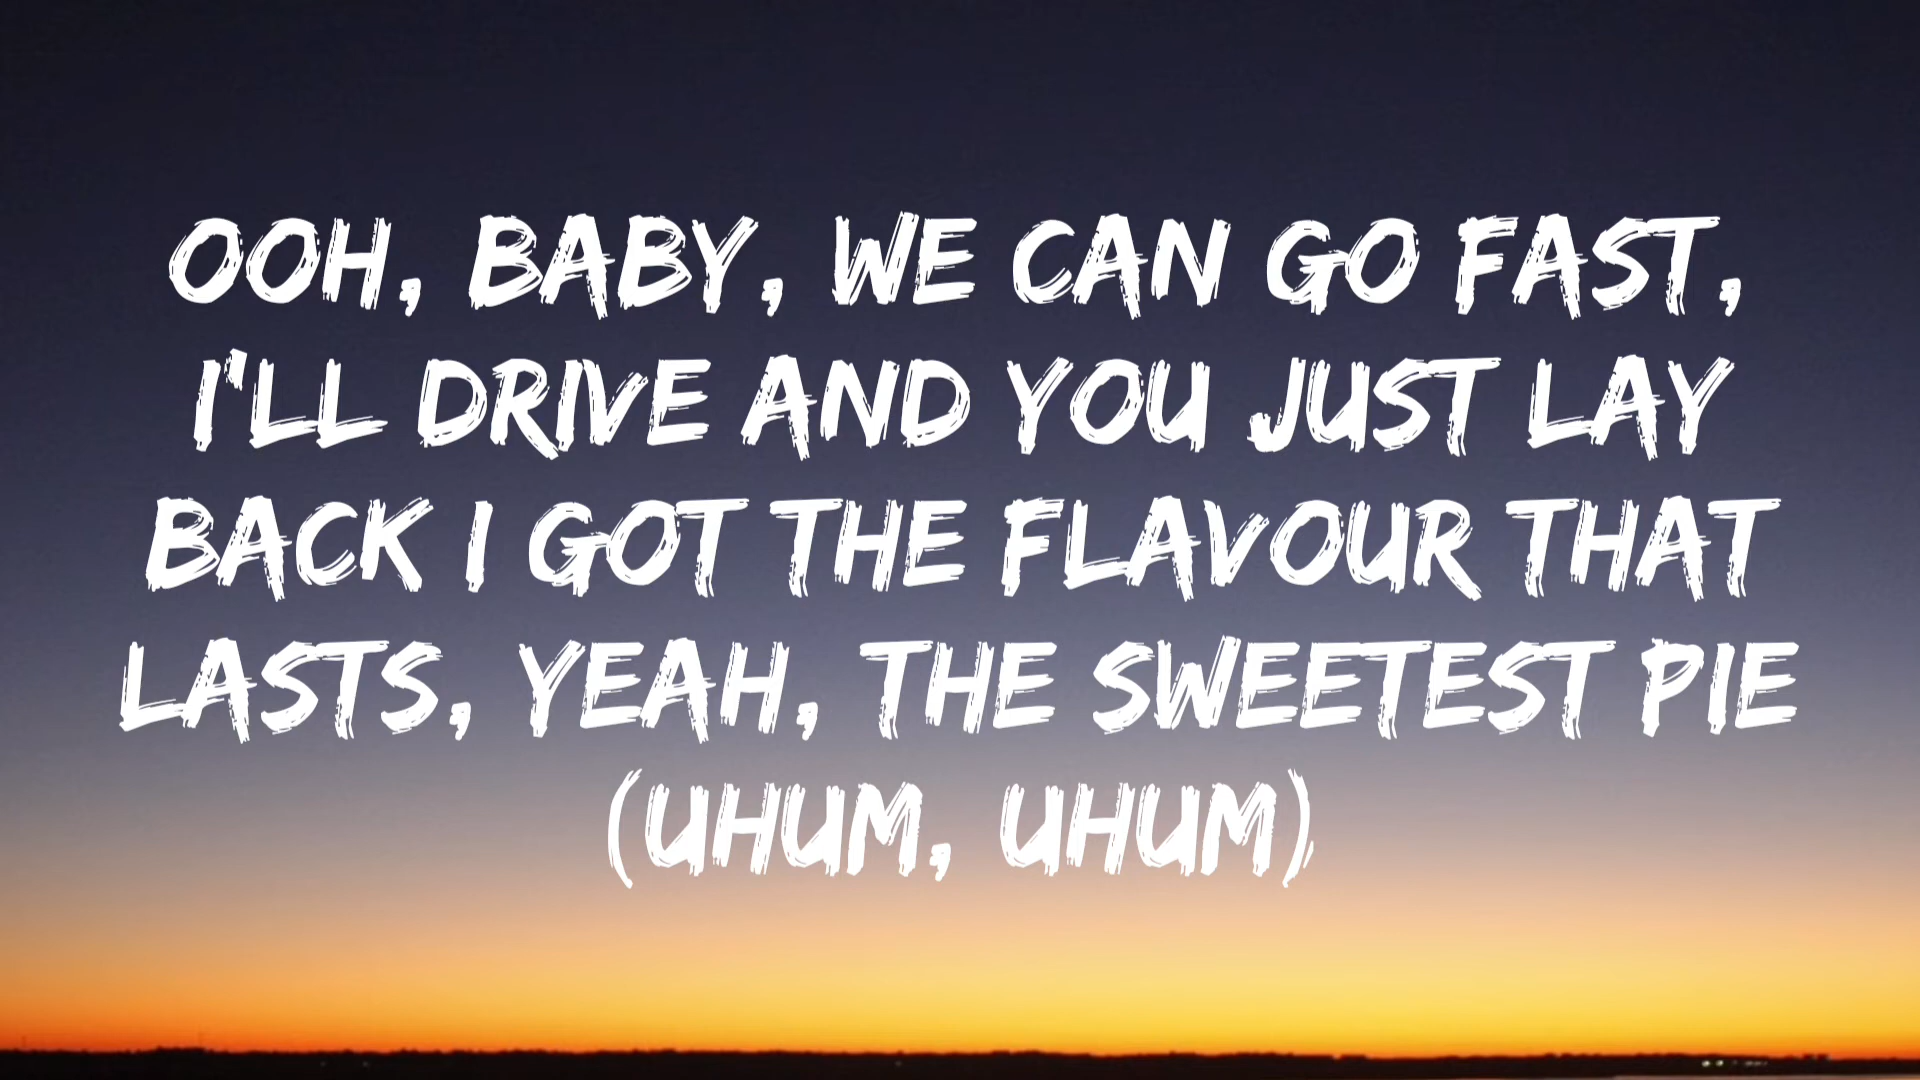 OOH, BABY, WE CAN GO FAST,
I'LL DRIVE AND YOU JUST LAY
BACK I GOT THE FLAVOUR THAT
LASTS, YEAH, THE SWEETEST PIE
(UHUM, UHUM)